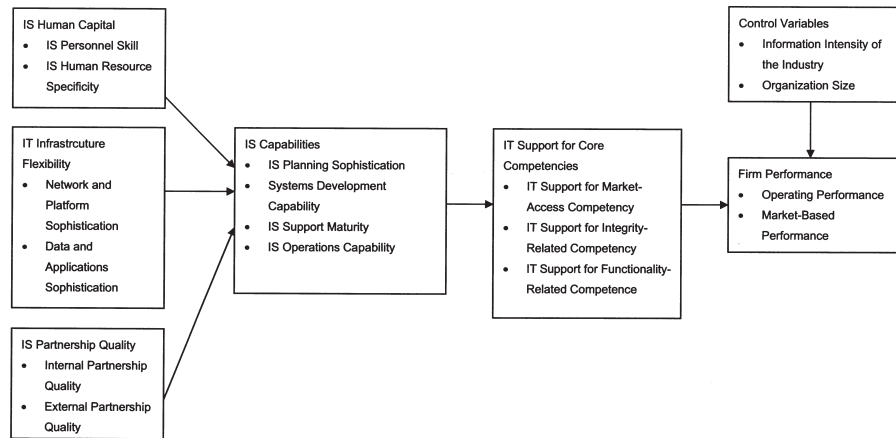 IS Human Capital
• IS Personnel Skill
• IS Human Resource
Specificity
IT Infrastrcuture
Flexibility
• Network and
Platform
Sophistication
• Data and
Applications
Sophistication
IS Partnership Quality
• Internal Partnership
Quality
• External Partnership
Quality
IS Capabilities
• IS Planning Sophistication
• Systems Development
Capability
• IS Support Maturity
• IS Operations Capability
IT Support for Core
Competencies
• IT Support for Market-
Access Competency
• IT Support for Integrity-
Related Competency
• IT Support for Functionality-
Related Competence
Control Variables
• Information Intensity of
the Industry
• Organization Size
Firm Performance
• Operating Performance
• Market-Based
Performance